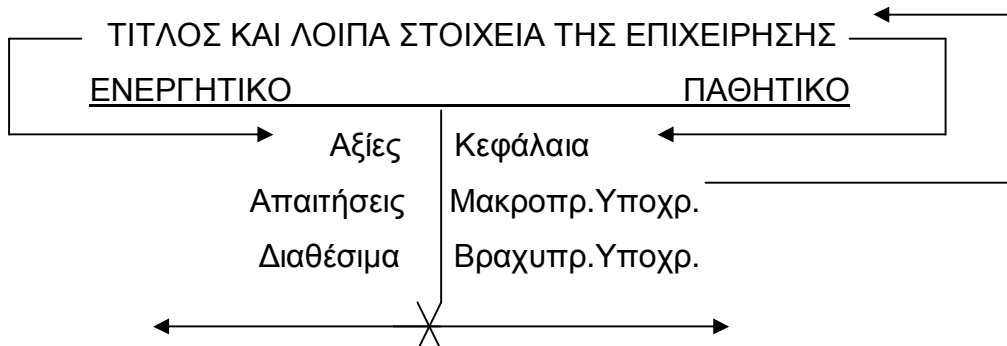 ΤΙΤΛΟΣ ΚΑΙ ΛΟΙΠΑ ΣΤΟΙΧΕΙΑ ΤΗΣ ΕΠΙΧΕΙΡΗΣΗΣ
ΕΝΕΡΓΗΤΙΚΟ ΠΑΘΗΤΙΚΟ
Αξίες Κεφάλαια
Απαιτήσεις Μακροπρ.Υποχρ.
Διαθέσιμα Βραχυπρ.Υποχρ.